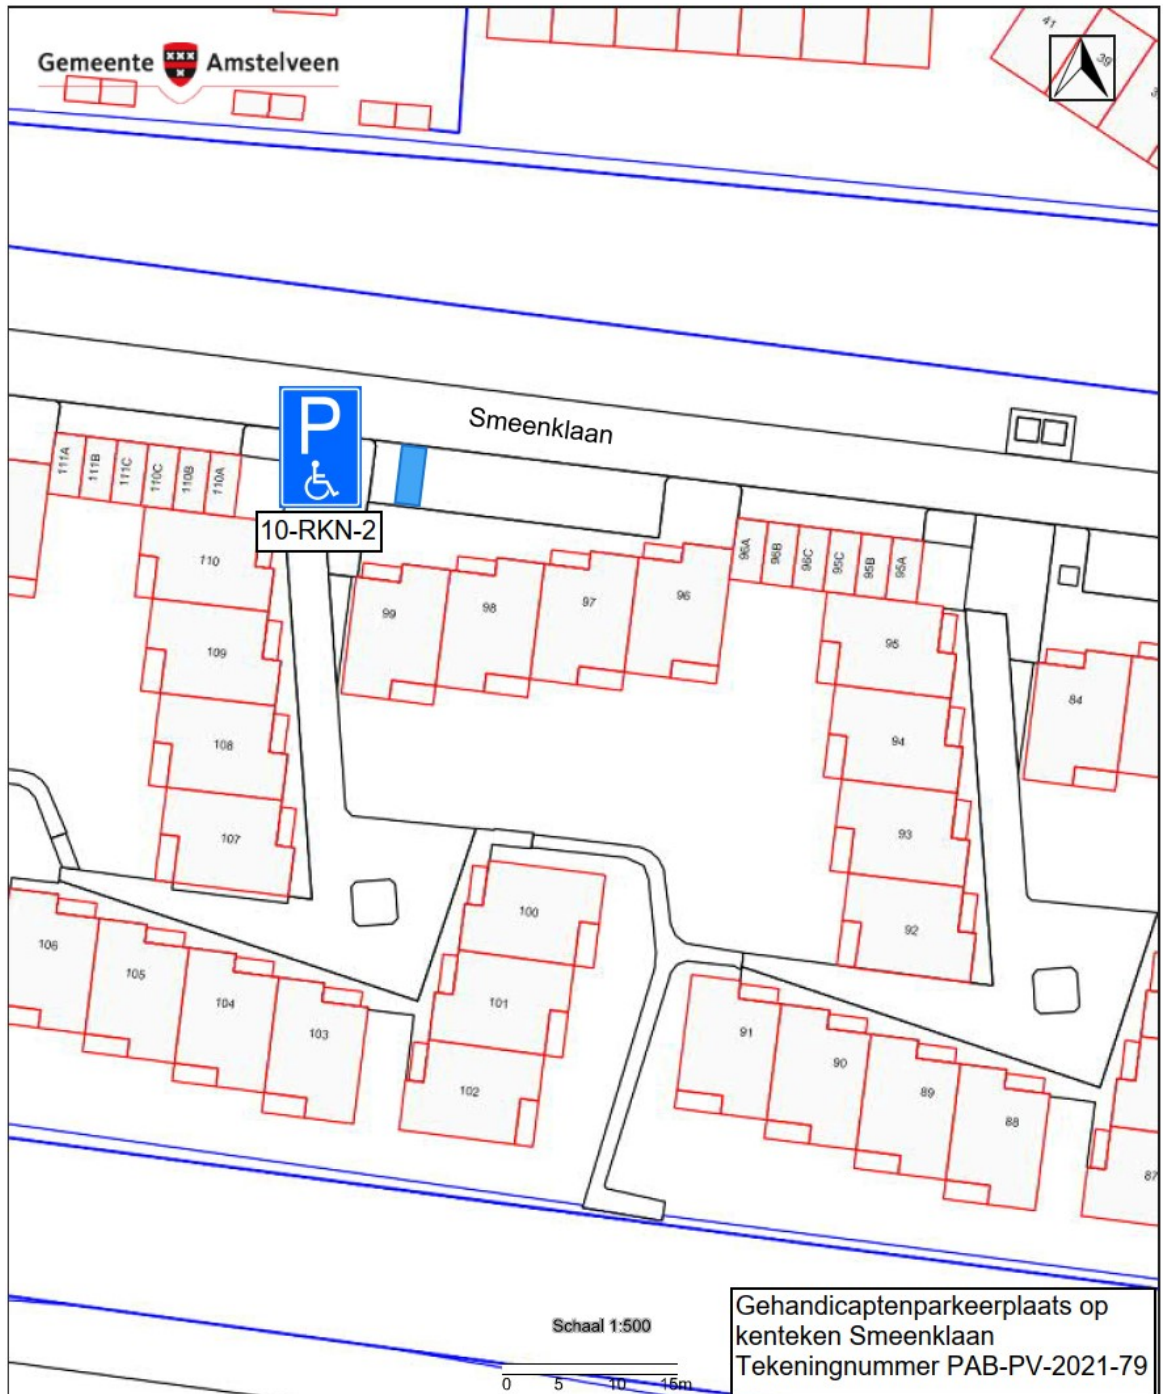 Gemeente Amstelveen
41
39
Smeenklaan
P
10-RKN-2
111A
111B
111C
110C
110B
110A
96A
96B
96C
95C
95B
95A
110
99
98
97
96
95
109
84
108
94
107
93
100
92
106
105
104
101
103
91
90
102
89
88
87
Schaal 1:500
0 5 10 15m
Gehandicaptenparkeerplaats op
kenteken Smeenklaan
Tekeningnummer PAB-PV-2021-79